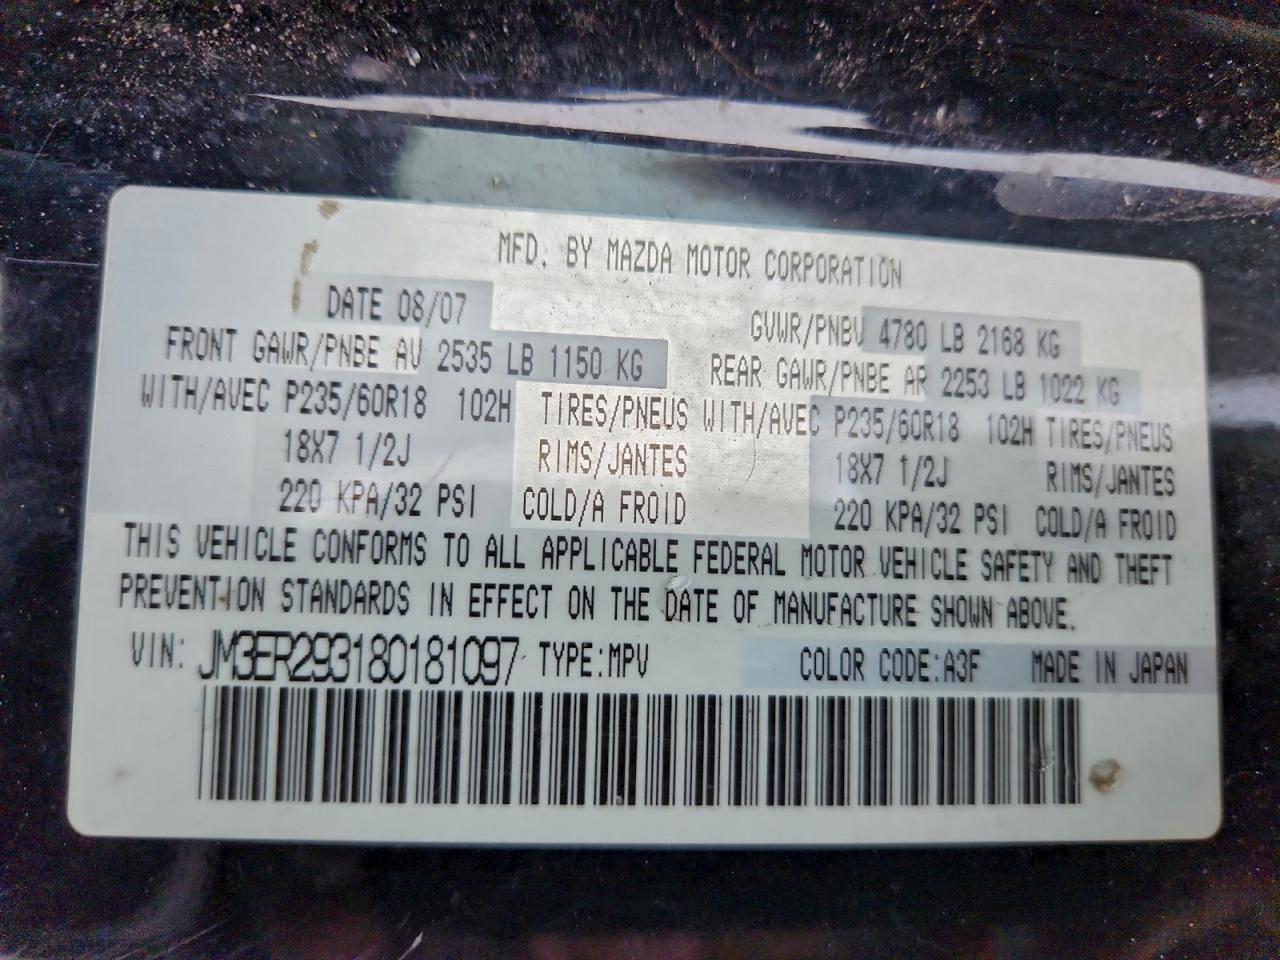 MFD. BY MAZDA MOTOR CORPORATION
DATE 08/07 GVWR/PNBV 4780 LB 2168 KG
FRONT GAWR/PNBE AV 2535 LB 1150 KG REAR GAWR/PNBE AR 2253 LB 1022 KG
WITH/AVEC P235/60R18 102H TIRES/PNEUS WITH/AVEC P235/60R18 102H TIRES/PNEUS
18X7 1/2J RIMS/JANTES 18X7 1/2J RIMS/JANTES
220 KPA/32 PSI COLD/A FROID 220 KPA/32 PSI COLD/A FROID
THIS VEHICLE CONFORMS TO ALL APPLICABLE FEDERAL MOTOR VEHICLE SAFETY AND THEFT
PREVENTION STANDARDS IN EFFECT ON THE DATE OF MANUFACTURE SHOWN ABOVE.
VIN: JM3ER293180181097 TYPE:MPV COLOR CODE:A3F MADE IN JAPAN